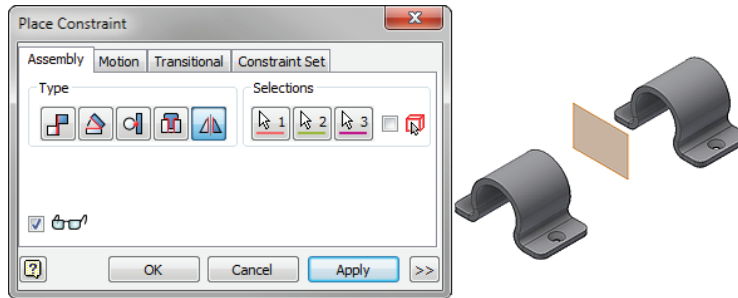 Place Constraint
Assembly Motion Transitional Constraint Set
Type Selections
1 2 3
OK Cancel Apply >>